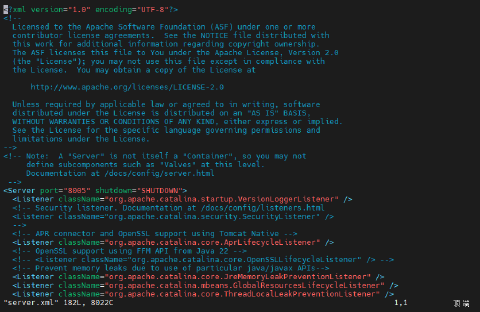 <?xml version="1.0" encoding="UTF-8"?>
<!--
Licensed to the Apache Software Foundation (ASF) under one or more
contributor license agreements.  See the NOTICE file distributed with
this work for additional information regarding copyright ownership.
The ASF licenses this file to You under the Apache License, Version 2.0
(the "License"); you may not use this file except in compliance with
the License.  You may obtain a copy of the License at
http://www.apache.org/licenses/LICENSE-2.0
Unless required by applicable law or agreed to in writing, software
distributed under the License is distributed on an "AS IS" BASIS,
WITHOUT WARRANTIES OR CONDITIONS OF ANY KIND, either express or implied.
See the License for the specific language governing permissions and
limitations under the License.
-->
<!-- Note:  A "Server" is not itself a "Container", so you may not
define subcomponents such as "Valves" at this level.
Documentation at /docs/config/server.html
-->
<Server port="8005" shutdown="SHUTDOWN">
<Listener className="org.apache.catalina.startup.VersionLoggerListener" />
<!-- Security listener. Documentation at /docs/config/listeners.html
<Listener className="org.apache.catalina.security.SecurityListener" />
-->
<!-- APR connector and OpenSSL support using Tomcat Native -->
<Listener className="org.apache.catalina.core.AprLifecycleListener" />
<!-- OpenSSL support using FFM API from Java 22 -->
<!-- <Listener className="org.apache.catalina.core.OpenSSLLifecycleListener" /> -->
<!-- Prevent memory leaks due to use of particular java/javax APIs-->
<Listener className="org.apache.catalina.core.JreMemoryLeakPreventionListener" />
<Listener className="org.apache.catalina.mbeans.GlobalResourcesLifecycleListener" />
<Listener className="org.apache.catalina.core.ThreadLocalLeakPreventionListener" />
"server.xml" 182L, 8022C 1,1 顶端